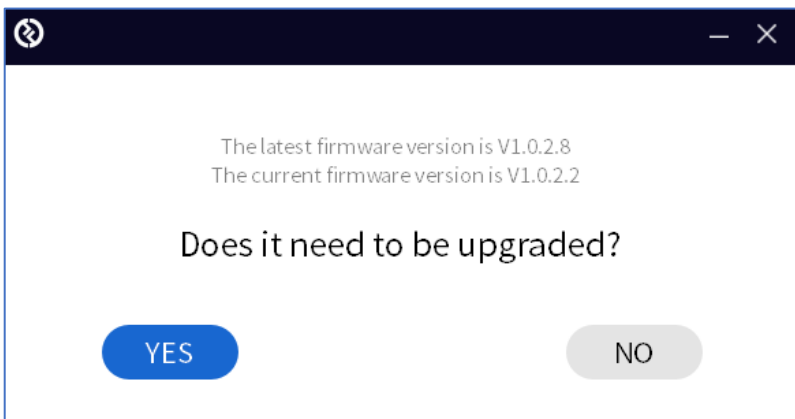 The latest firmware version is V1.0.2.8
The current firmware version is V1.0.2.2
Does it need to be upgraded?
YES
NO